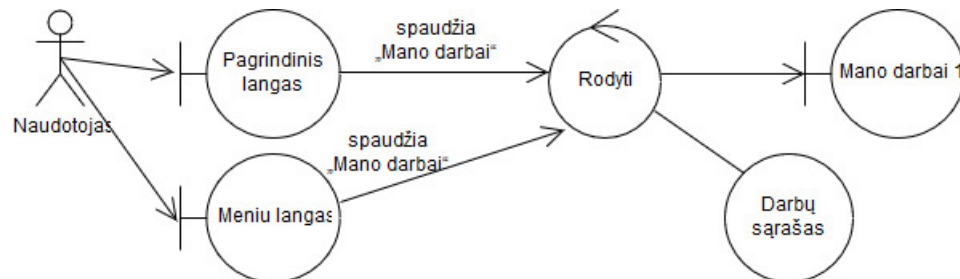 spaudžia
„Mano darbai“
Pagrindinis
langas
Rodyti
Mano darbai 1
Naudotojas
spaudžia
„Mano darbai“
Meniu langas
Darbų
sąrašas